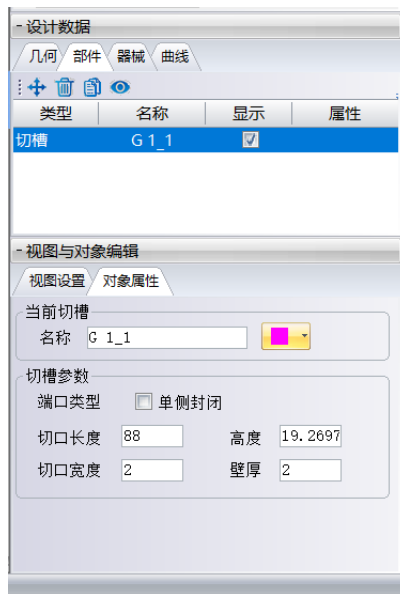 - 设计数据
几何 部件 器械 曲线
类型 名称 显示 属性
切槽 G 1_1
- 视图与对象编辑
视图设置 对象属性
当前切槽
名称 G 1_1
切槽参数
端口类型 单侧封闭
切口长度 88 高度 19.2697
切口宽度 2 壁厚 2